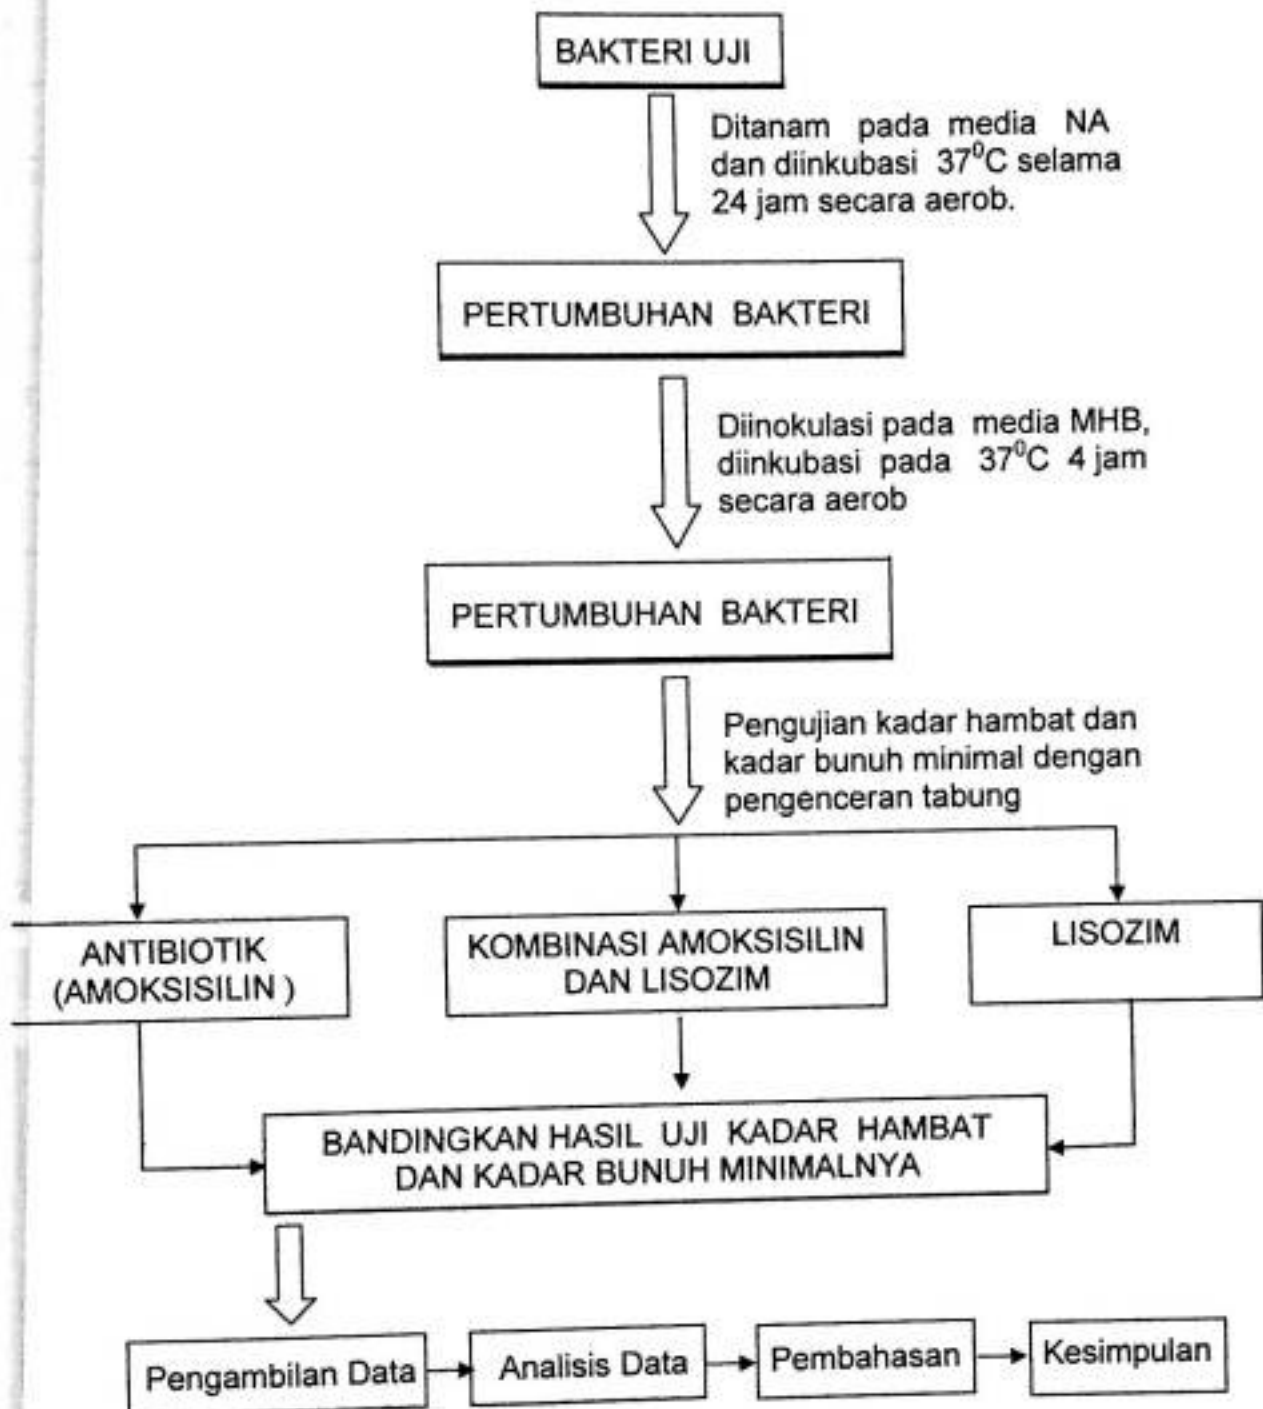 BAKTERI UJI
Ditanam pada media NA
dan diinkubasi 37⁰C selama
24 jam secara aerob.
PERTUMBUHAN BAKTERI
Diinokulasi pada media MHB,
diinkubasi pada 37⁰C 4 jam
secara aerob
PERTUMBUHAN BAKTERI
Pengujian kadar hambat dan
kadar bunuh minimal dengan
pengenceran tabung
ANTIBIOTIK
(AMOKSISILIN )
KOMBINASI AMOKSISILIN
DAN LISOZIM
LISOZIM
BANDINGKAN HASIL UJI KADAR HAMBAT
DAN KADAR BUNUH MINIMALNYA
Pengambilan Data
Analisis Data
Pembahasan
Kesimpulan